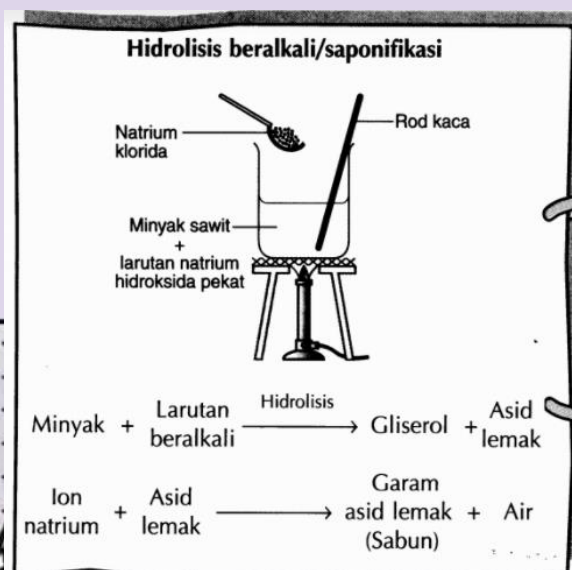 Hidrolisis beralkali/saponifikasi
Natrium
klorida
Rod kaca
Minyak sawit
+
larutan natrium
hidroksida pekat
Minyak + Larutan beralkali Hidrolisis → Gliserol + Asid lemak
Ion natrium + Asid lemak → Garam asid lemak (Sabun) + Air